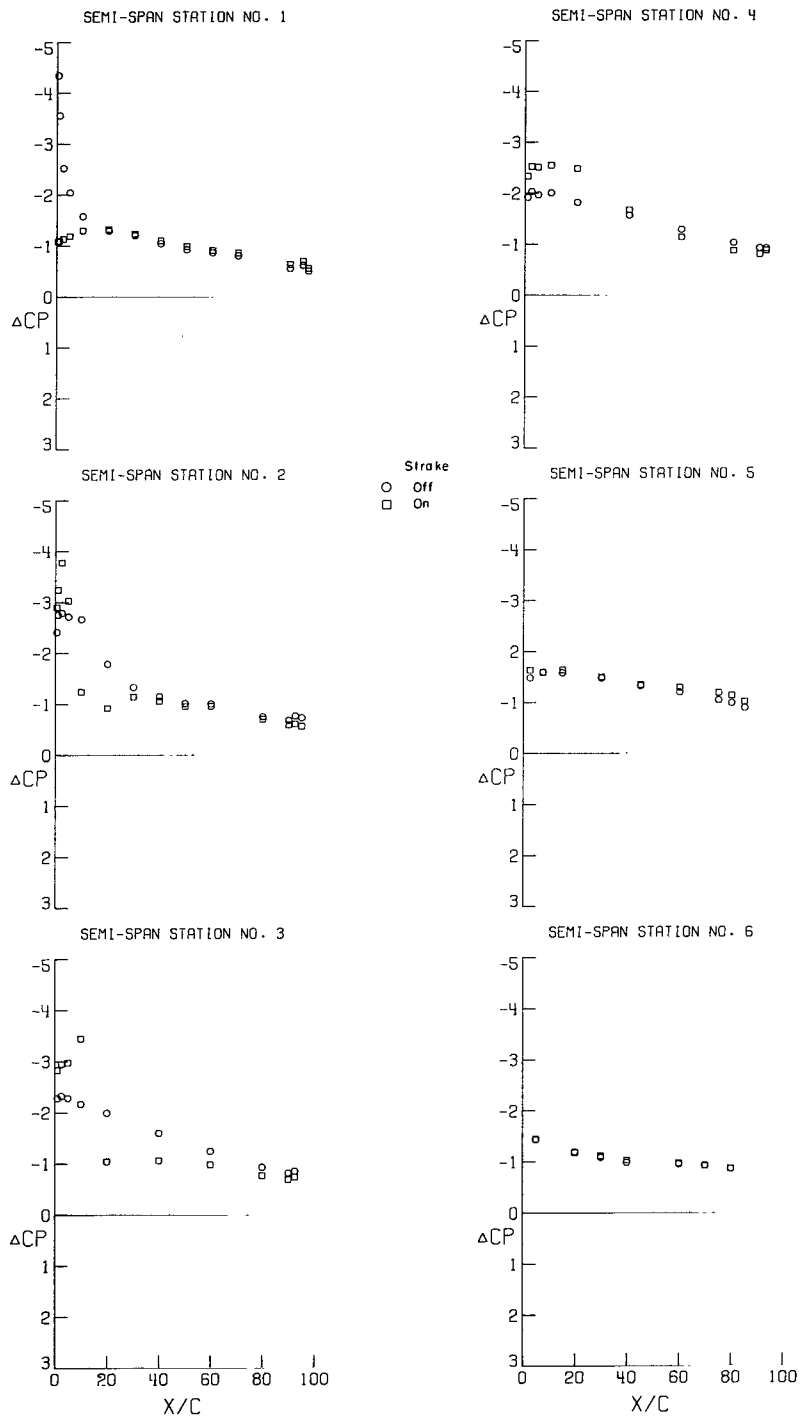 SEMI-SPAN STATION NO. 1
-5
-4
-3
-2
-1
0
ΔCP
1
2
3
SEMI-SPAN STATION NO. 4
-5
-4
-3
-2
-1
0
ΔCP
1
2
3
Strake
Off
On
SEMI-SPAN STATION NO. 2
-5
-4
-3
-2
-1
0
ΔCP
1
2
3
SEMI-SPAN STATION NO. 5
-5
-4
-3
-2
-1
0
ΔCP
1
2
3
SEMI-SPAN STATION NO. 3
-5
-4
-3
-2
-1
0
ΔCP
1
2
3
0 20 40 60 80 100
X/C
SEMI-SPAN STATION NO. 6
-5
-4
-3
-2
-1
0
ΔCP
1
2
3
0 20 40 60 80 100
X/C